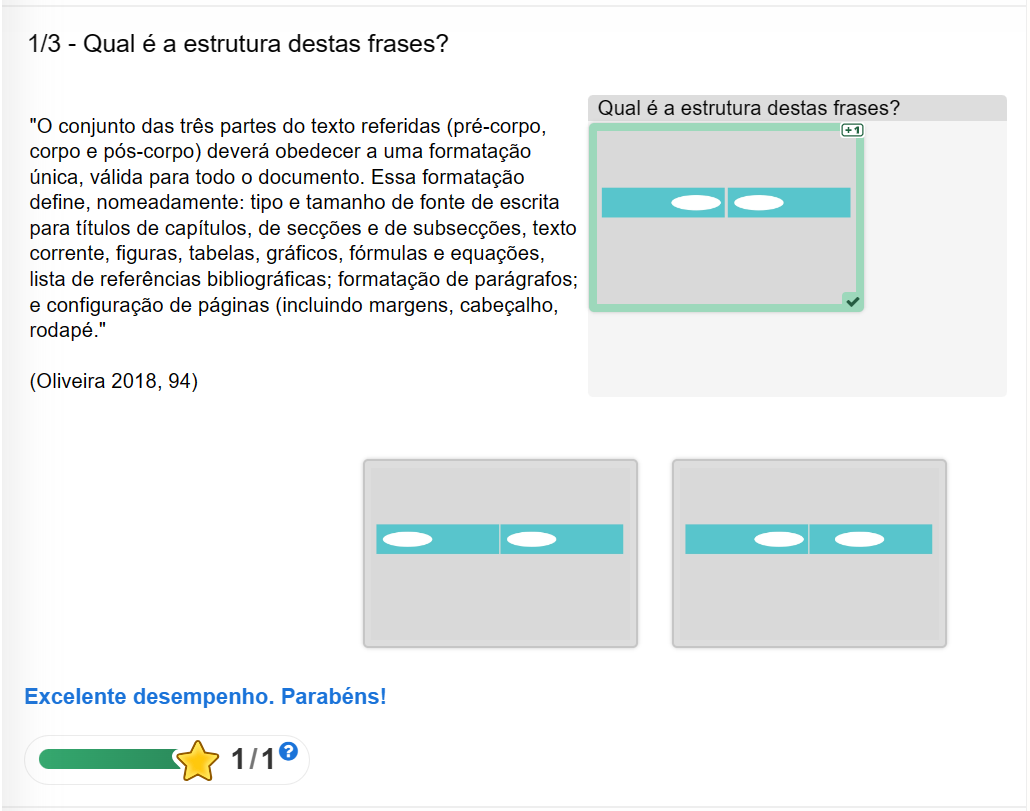 1/3 - Qual é a estrutura destas frases?
"O conjunto das três partes do texto referidas (pré-corpo,
corpo e pós-corpo) deverá obedecer a uma formatação
única, válida para todo o documento. Essa formatação
define, nomeadamente: tipo e tamanho de fonte de escrita
para títulos de capítulos, de secções e de subsecções, texto
corrente, figuras, tabelas, gráficos, fórmulas e equações,
lista de referências bibliográficas; formatação de parágrafos;
e configuração de páginas (incluindo margens, cabeçalho,
rodapé."
(Oliveira 2018, 94)
Qual é a estrutura destas frases?
+1
Excelente desempenho. Parabéns!
1/1
?